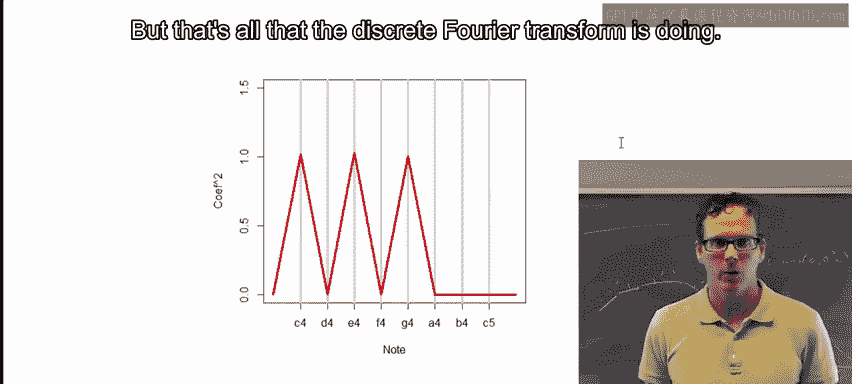 But that's all that the discrete Fourier transform is doing.
1.5
1.0
0.5
0.0
Coef^2
c4 d4 e4 f4 g4 a4 b4 c5
Note